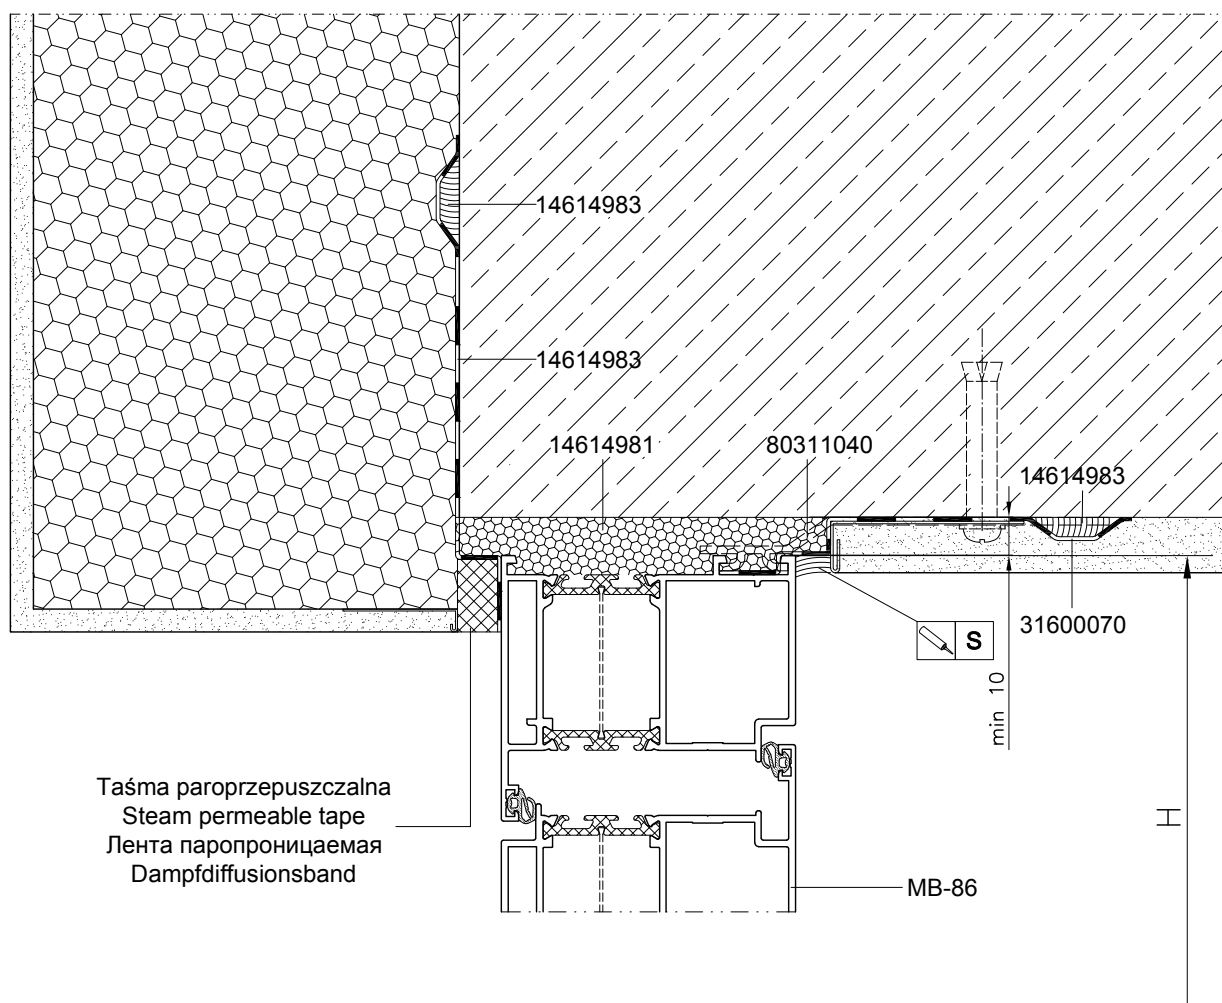 14614983
14614983
14614981
80311040
14614983
31600070
S
min 10
H
Taśma paroprzepuszczalna
Steam permeable tape
Лента паропроницаемая
Dampfdiffusionsband
MB-86